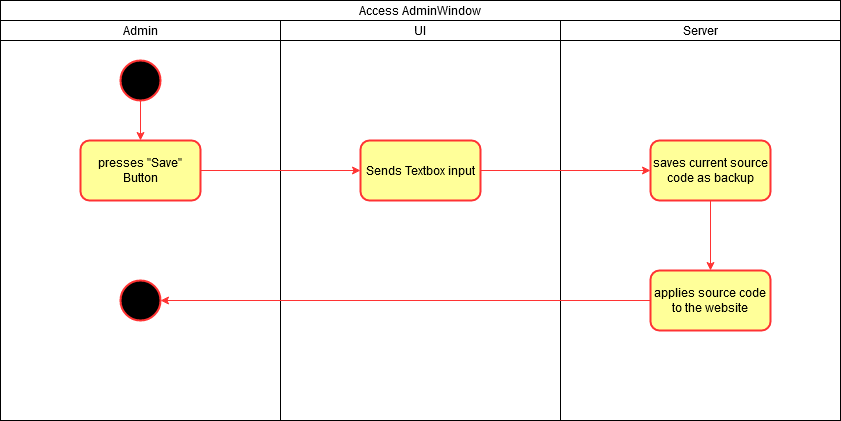 Access AdminWindow
Admin
UI
Server
presses "Save"
Button
Sends Textbox input
saves current source
code as backup
applies source code
to the website